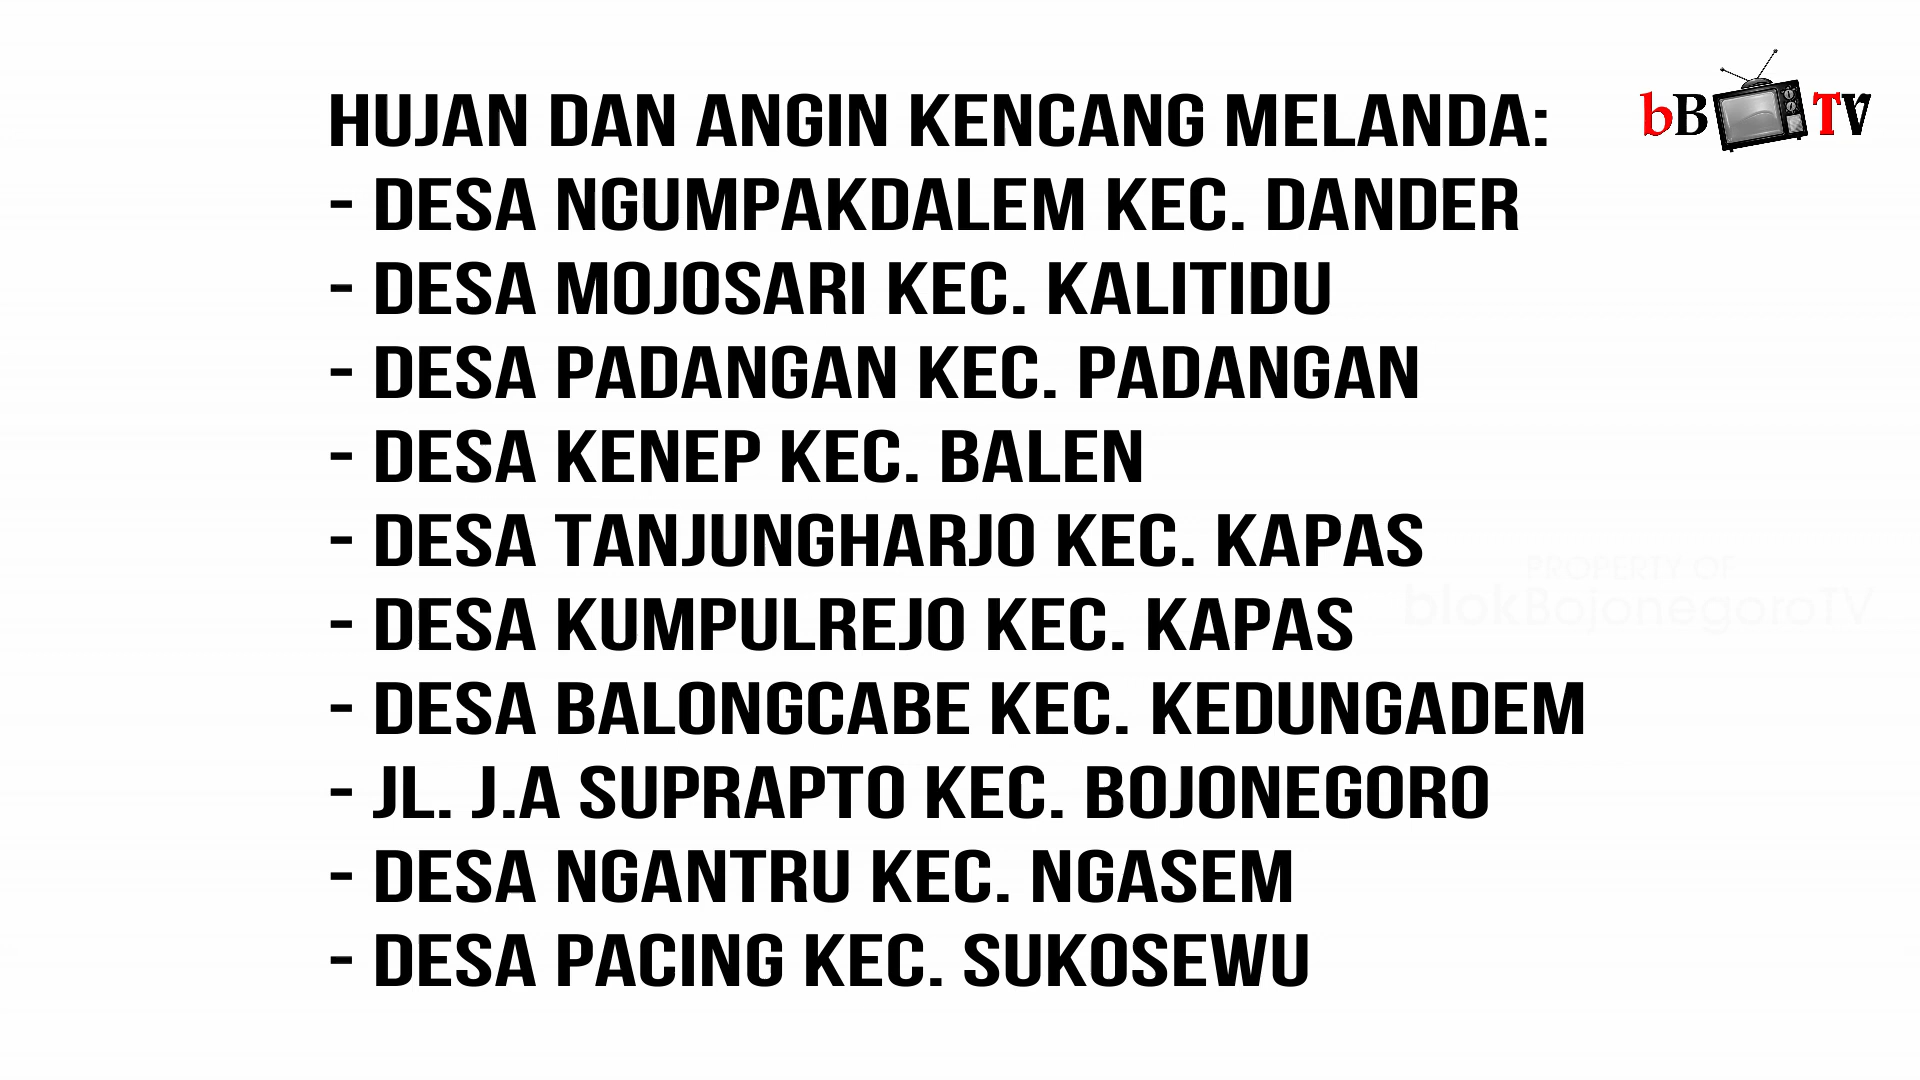 HUJAN DAN ANGIN KENCANG MELANDA:
bB TV
- DESA NGUMPAKDALEM KEC. DANDER
- DESA MOJOSARI KEC. KALITIDU
- DESA PADANGAN KEC. PADANGAN
- DESA KENEP KEC. BALEN
- DESA TANJUNGHARJO KEC. KAPAS
PROPERTY OF
blokBojonegoroTV
- DESA KUMPULREJO KEC. KAPAS
- DESA BALONGCABE KEC. KEDUNGADEM
- JL. J.A SUPRAPTO KEC. BOJONEGORO
- DESA NGANTRU KEC. NGASEM
- DESA PACING KEC. SUKOSEWU